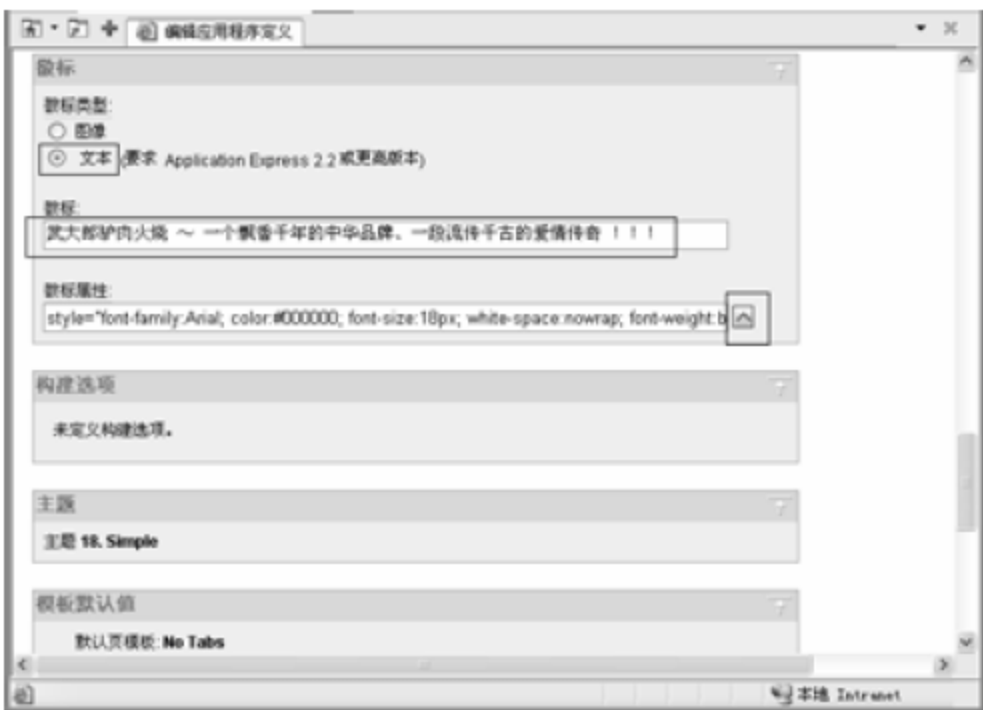 编辑应用程序定义
徽标
徽标类型:
图像
文本 (要求 Application Express 2.2 或更高版本)
徽标:
武大郎驴肉火烧 ～ 一个飘香千年的中华品牌、一段流传千古的爱情传奇 ！！！
徽标属性:
style="font-family:Arial; color:#000000; font-size:18px; white-space:nowrap; font-weight:b
构建选项
未定义构建选项。
主题
主题 18. Simple
模板默认值
默认页模板: No Tabs
本地 Intranet